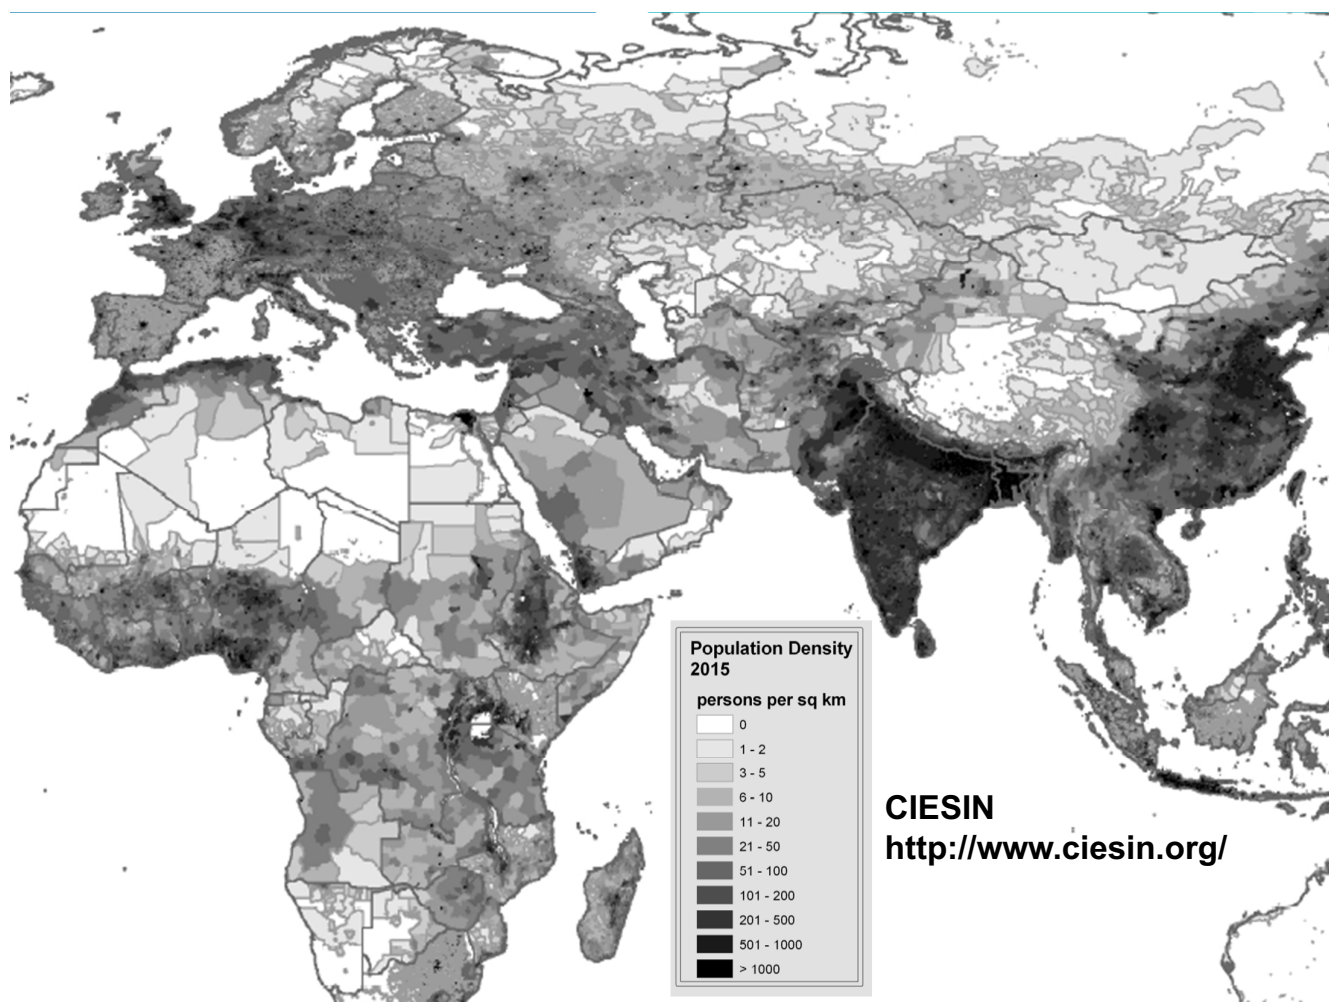 Population Density
2015
persons per sq km
0
1 - 2
3 - 5
6 - 10
11 - 20
21 - 50
51 - 100
101 - 200
201 - 500
501 - 1000
> 1000
CIESIN
http://www.ciesin.org/